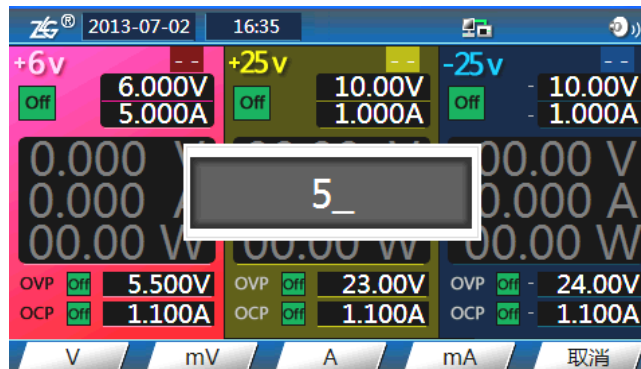 ZLG® 2013-07-02 16:35
+6v -- +25v -- -25v --
Off 6.000V Off 10.00V Off - 10.00V
5.000A 1.000A - 1.000A
0.000 V 00.00 V
0.000 A
00.00 W 00.00 W 00.00 W
5_
OVP Off 5.500V OVP Off 23.00V OVP Off - 24.00V
OCP Off 1.100A OCP Off 1.100A OCP Off - 1.100A
V mV A mA 取消